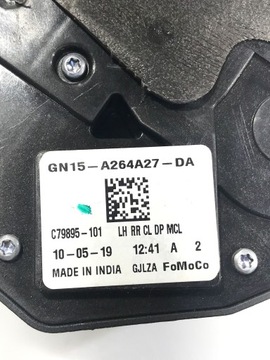 GN15-A264A27-DA
C79895-101 LH RR CL DP MCL
10-05-19 12:41 A 2
MADE IN INDIA GJLZA FoMoCo